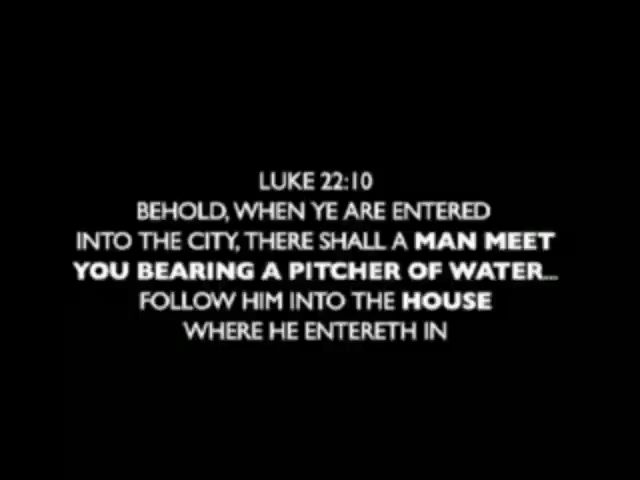 LUKE 22:10
BEHOLD, WHEN YE ARE ENTERED
INTO THE CITY, THERE SHALL A MAN MEET
YOU BEARING A PITCHER OF WATER...
FOLLOW HIM INTO THE HOUSE
WHERE HE ENTERETH IN